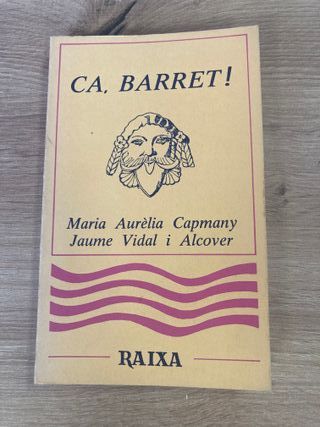 CA, BARRET!
Maria Aurèlia Capmany
Jaume Vidal i Alcover
RAIXA